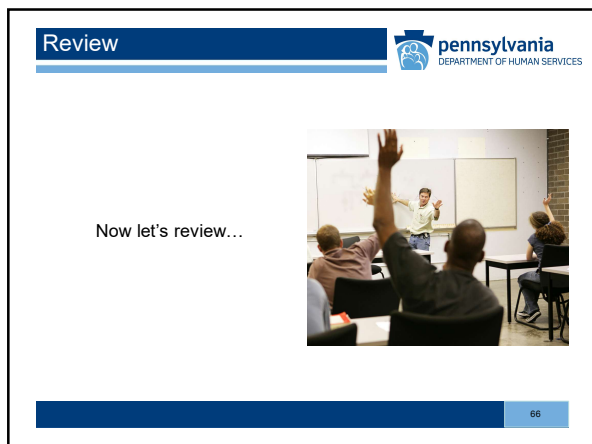 Review
pennsylvania
DEPARTMENT OF HUMAN SERVICES
Now let's review…
66